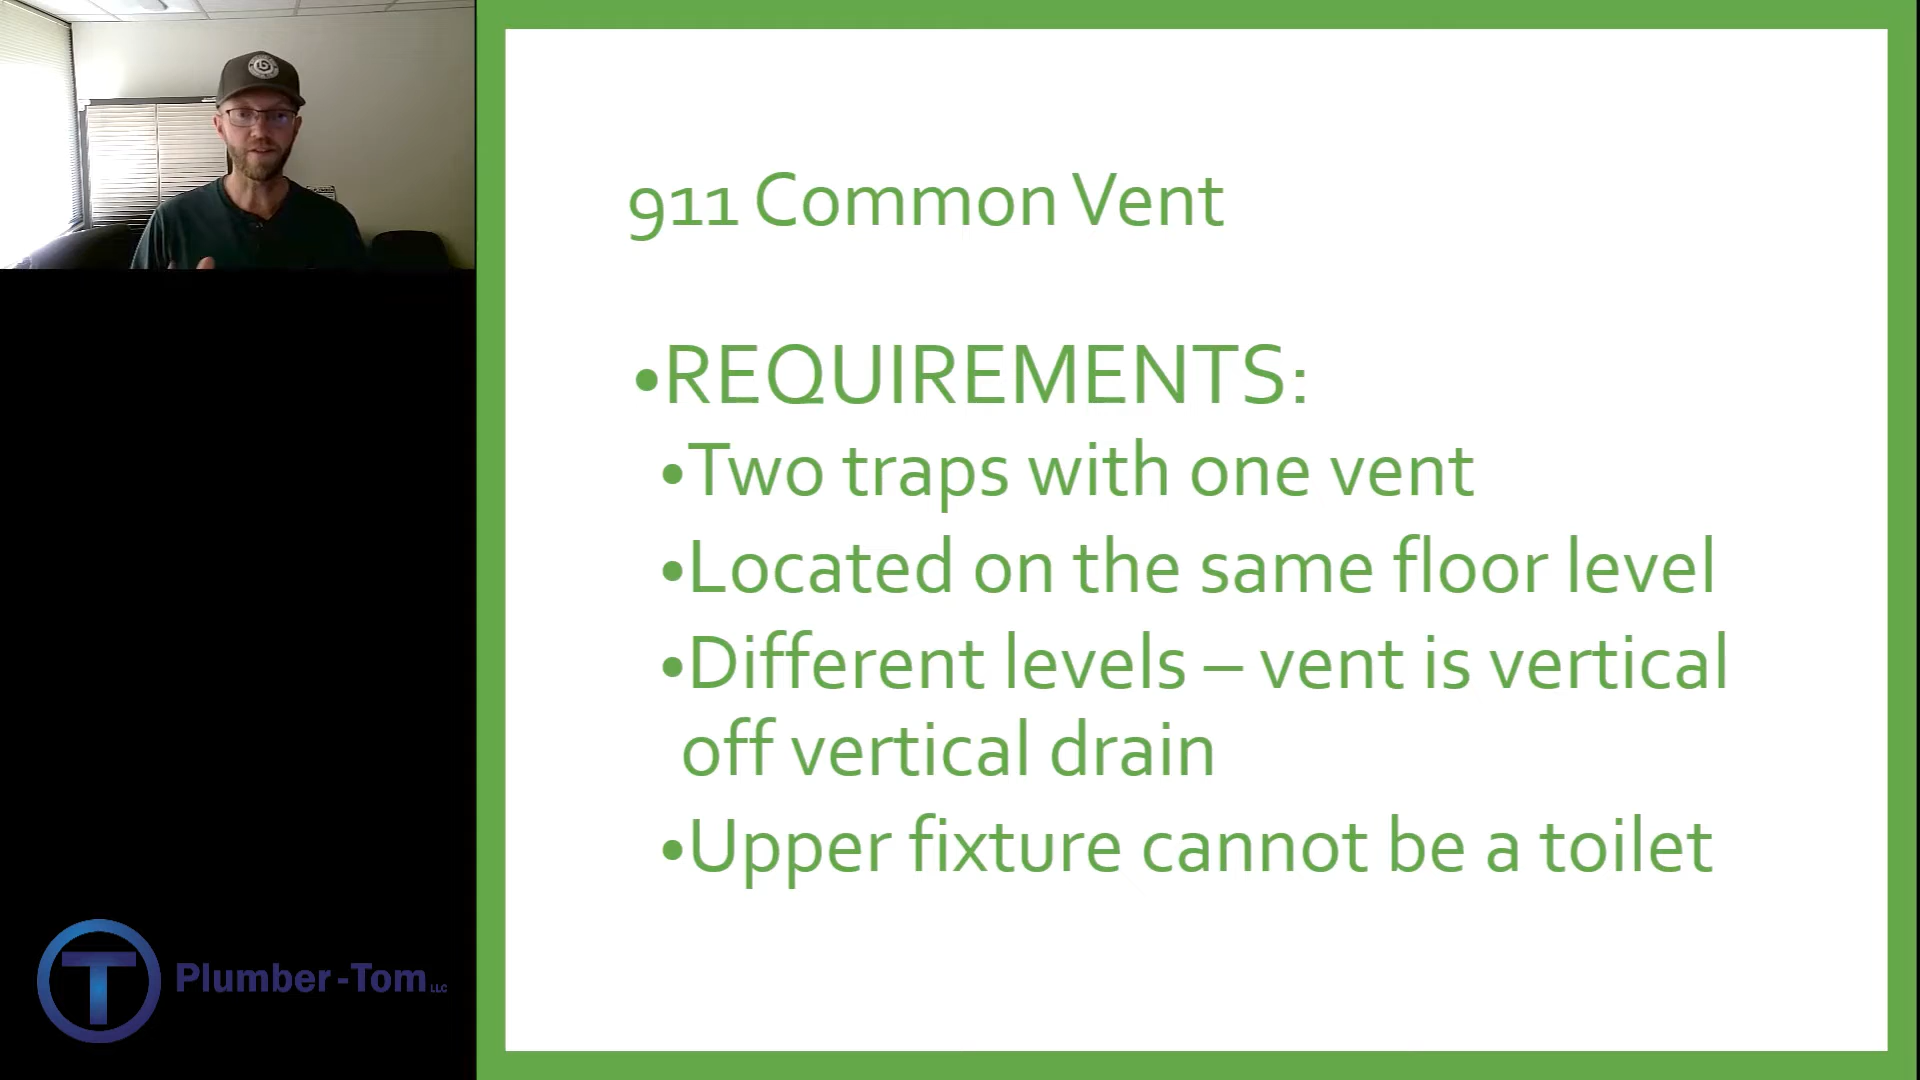 911 Common Vent
•REQUIREMENTS:
•Two traps with one vent
•Located on the same floor level
•Different levels – vent is vertical
off vertical drain
•Upper fixture cannot be a toilet
T Plumber-Tom LLC